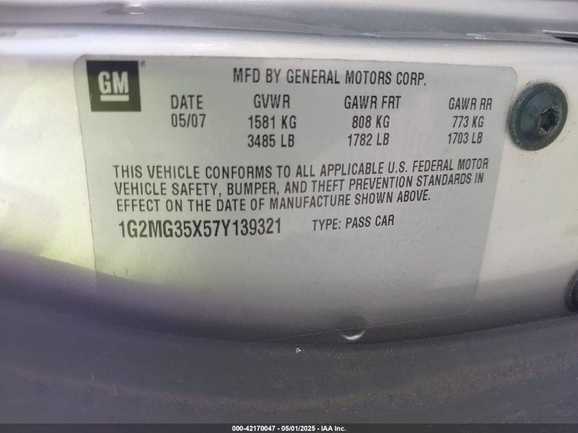 GM
MFD BY GENERAL MOTORS CORP.
DATE GVWR GAWR FRT GAWR RR
05/07 1581 KG 808 KG 773 KG
3485 LB 1782 LB 1703 LB
THIS VEHICLE CONFORMS TO ALL APPLICABLE U.S. FEDERAL MOTOR
VEHICLE SAFETY, BUMPER, AND THEFT PREVENTION STANDARDS IN
EFFECT ON THE DATE OF MANUFACTURE SHOWN ABOVE.
1G2MG35X57Y139321 TYPE: PASS CAR
000-42170047 - 05/01/2025 - IAA Inc.